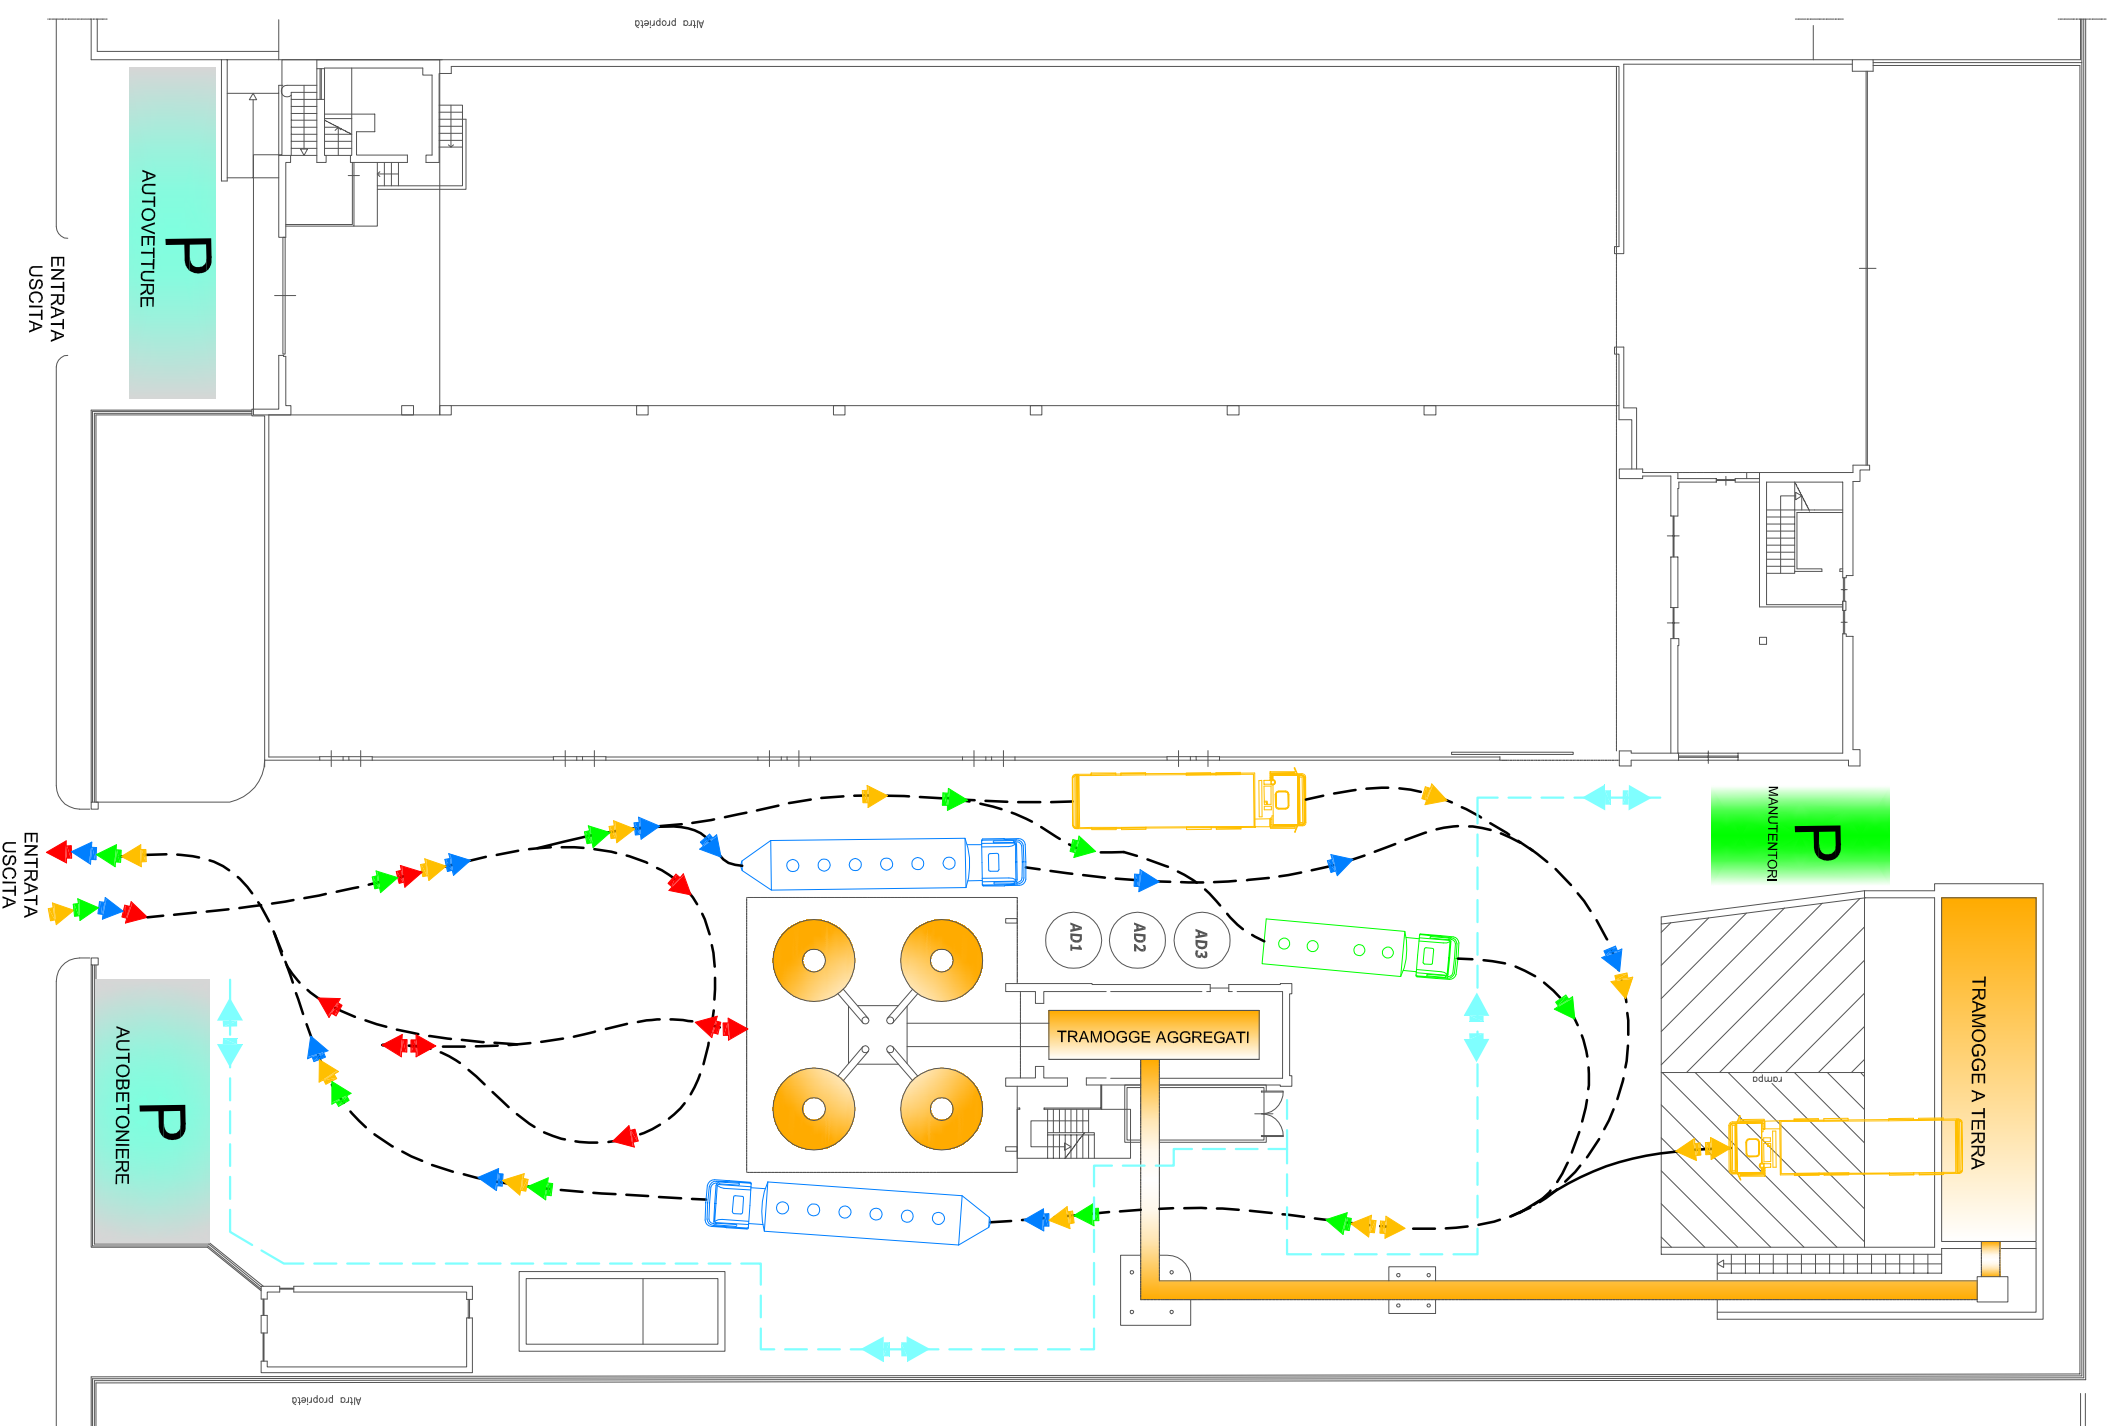 Altra proprietà
P
AUTOVETTURE
ENTRATA
USCITA
MANUTENTORI
P
ENTRATA
USCITA
AD1
AD2
AD3
TRAMOGGE AGGREGATI
TRAMOGGE A TERRA
rampa
P
AUTOBETONIERE
Altra proprietà